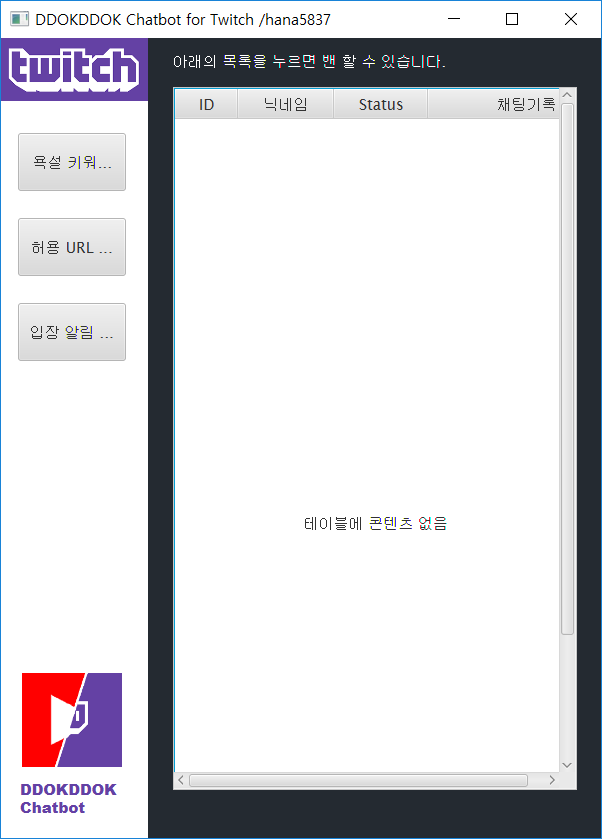 DDOKDDOK Chatbot for Twitch /hana5837
twitch
아래의 목록을 누르면 밴 할 수 있습니다.
ID 닉네임 Status 채팅기록
욕설 키워...
허용 URL ...
입장 알림 ...
테이블에 콘텐츠 없음
DDOKDDOK
Chatbot